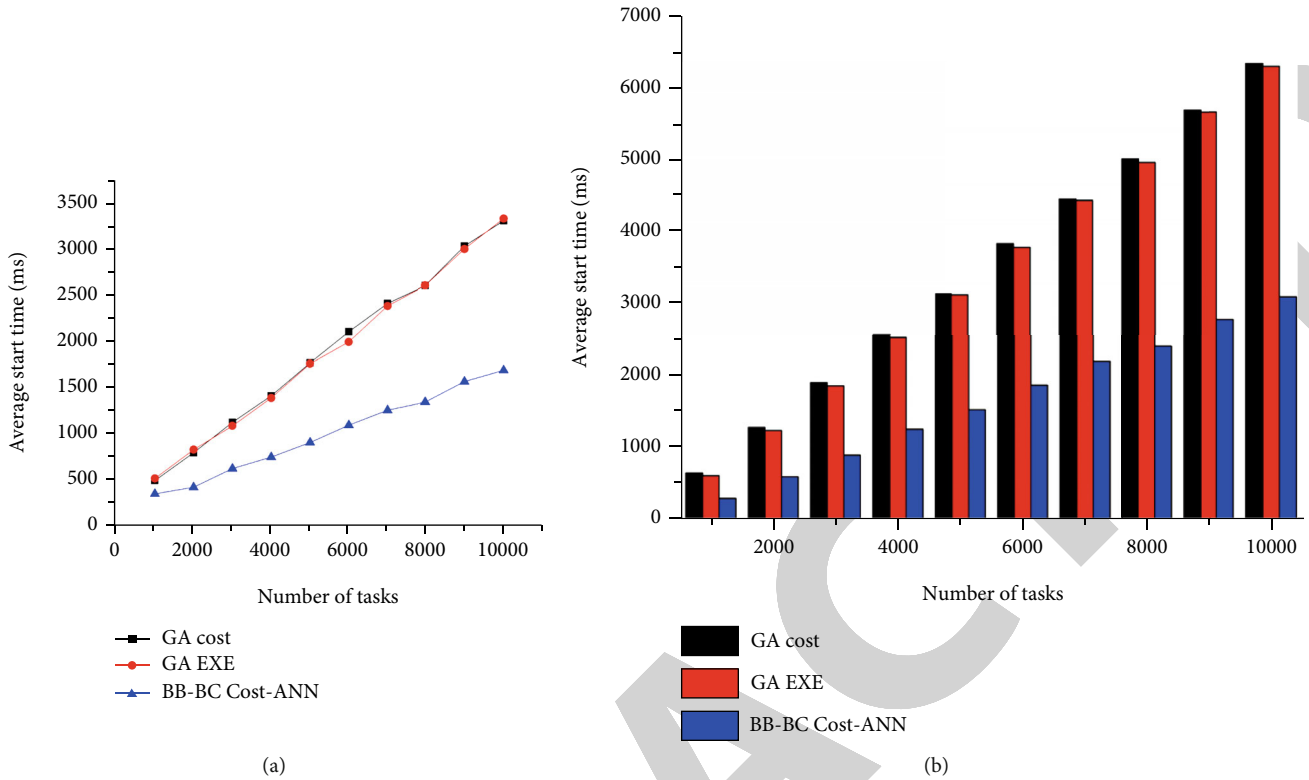 3500
3000
2500
2000
1500
1000
500
0
Average start time (ms)
0 2000 4000 6000 8000 10000
Number of tasks
GA cost
GA EXE
BB-BC Cost-ANN
(a)
7000
6000
5000
4000
3000
2000
1000
0
Average start time (ms)
2000 4000 6000 8000 10000
Number of tasks
GA cost
GA EXE
BB-BC Cost-ANN
(b)